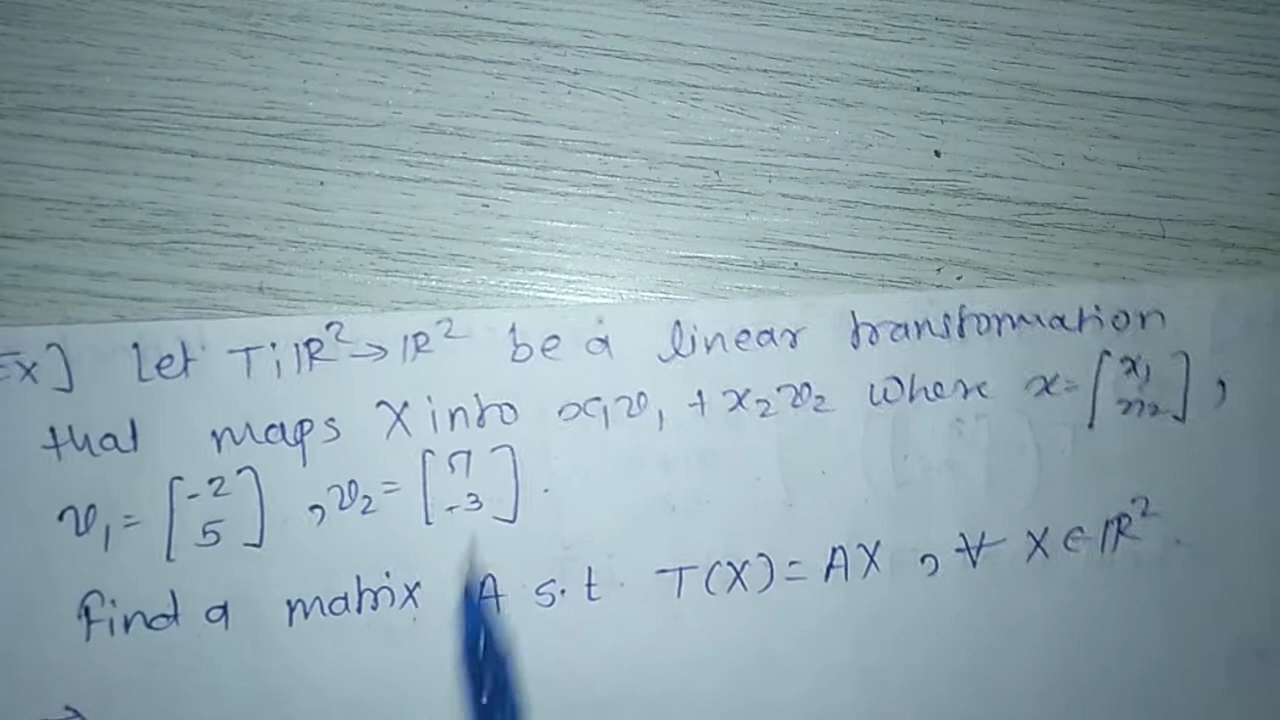 Ex] Let T: ℝ² → ℝ² be a linear transformation
that maps X into x₁v₁ + x₂v₂ where x = [x₁ x₂],
v₁ = [-2 5], v₂ = [7 -3].
find a matrix A s.t. T(X) = AX, ∀ X ∈ ℝ².